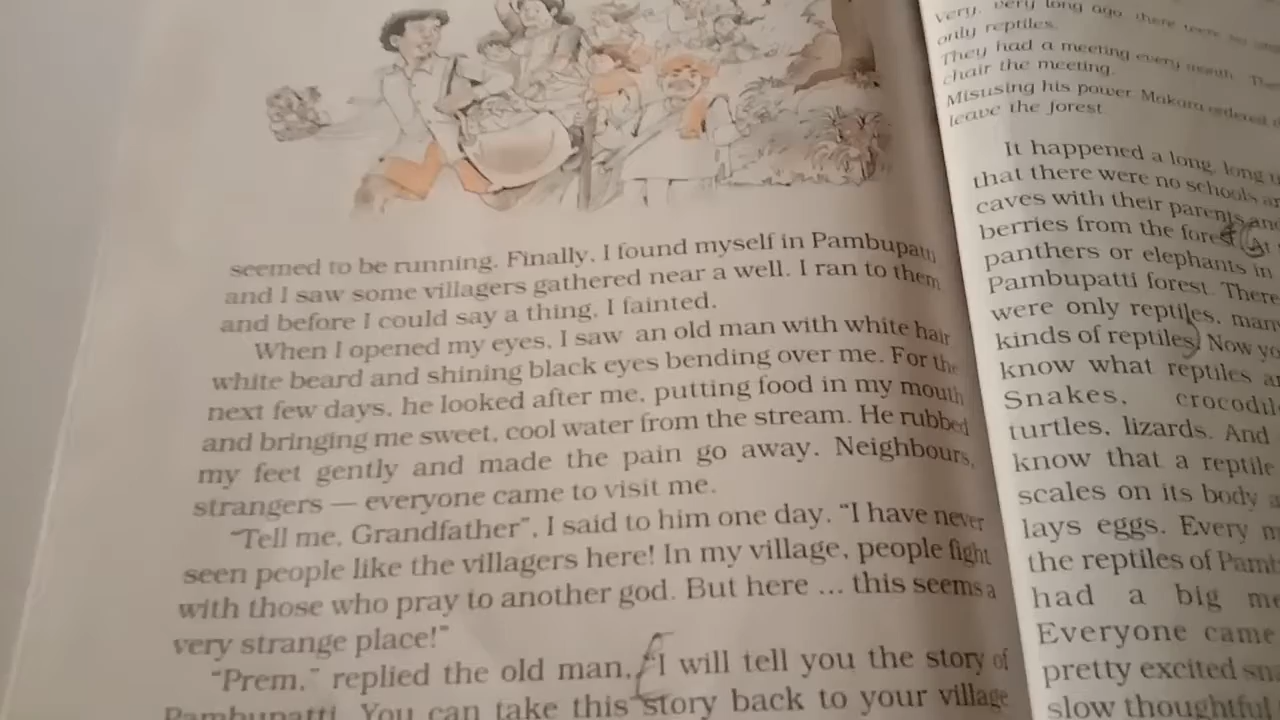 seemed to be running. Finally, I found myself in
and I saw some villagers gathered near a well. I ran to them
and before I could say a thing, I fainted.
When I opened my eyes, I saw an old man with white hair
white beard and shining black eyes bending over me. For the
next few days, he looked after me, putting food in my mouth
and bringing me sweet, cool water from the stream. He rubbed
my feet gently and made the pain go away. Neighbours,
strangers — everyone came to visit me.
"Tell me, Grandfather", I said to him one day. "I have never
seen people like the villagers here! In my village, people fight
with those who pray to another god. But here ... this seems a
very strange place!"
"Prem," replied the old man, "I will tell you the story of
Pambupatti. You can take this story back to your village
very, very long ago there were no
only reptiles.
They had a meeting every month.
chair the meeting.
Misusing his power Makara ordered
leave the forest.
It happened a long, long
that there were no schools
caves with their parents
berries from the forest.
panthers or elephants in
Pambupatti forest. There
were only reptiles, many
kinds of reptiles. Now
know what reptiles
Snakes,
turtles, lizards. And
know that a reptile
scales on its body
lays eggs. Every
the reptiles of
had a big
Everyone came
pretty excited
slow thoughtful